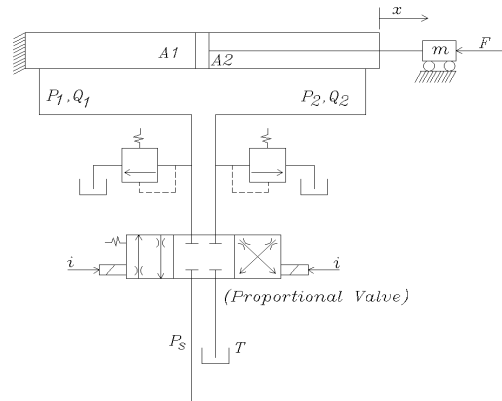 x
A1
A2
m
F
P1,Q1
P2,Q2
i
i
(Proportional Valve)
Ps
T